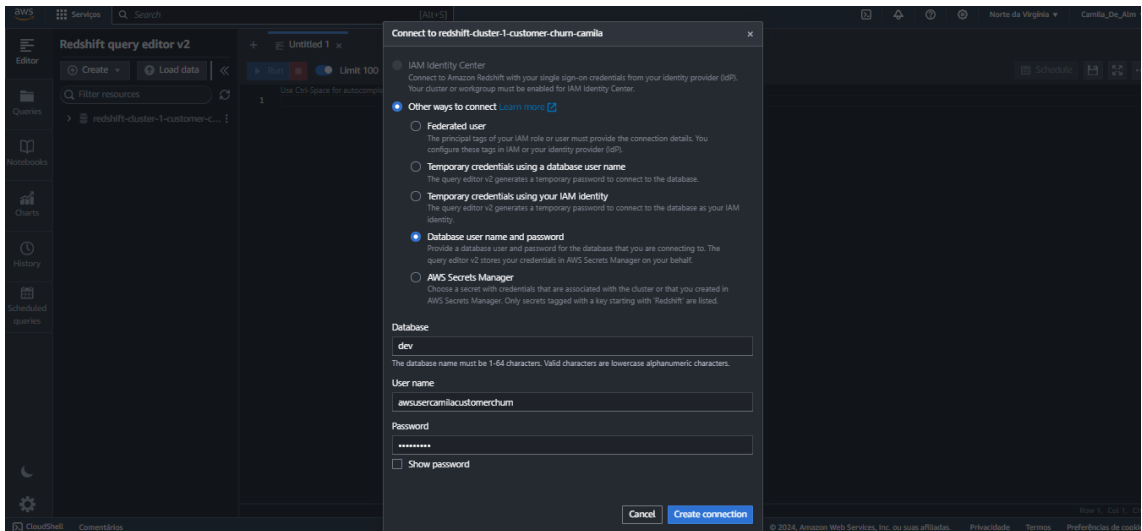 aws
Serviços
Search
[Alt+S]
Norte da Virgínia
Camila_De_Alm
Editor
Queries
Notebooks
Charts
History
Scheduled
queries
Redshift query editor v2
Create
Load data
Filter resources
redshift-cluster-1-customer-c...
Untitled 1
Run
Limit 100
Schedule
1
Use Ctrl-Space for autocomple
Connect to redshift-cluster-1-customer-churn-camila
IAM Identity Center
Connect to Amazon Redshift with your single sign-on credentials from your identity provider (IdP).
Your cluster or workgroup must be enabled for IAM Identity Center.
Other ways to connect Learn more
Federated user
The principal tags of your IAM role or user must provide the connection details. You
configure these tags in IAM or your identity provider (IdP).
Temporary credentials using a database user name
The query editor v2 generates a temporary password to connect to the database.
Temporary credentials using your IAM identity
The query editor v2 generates a temporary password to connect to the database as your IAM
identity.
Database user name and password
Provide a database user and password for the database that you are connecting to. The
query editor v2 stores your credentials in AWS Secrets Manager on your behalf.
AWS Secrets Manager
Choose a secret with credentials that are associated with the cluster or that you created in
AWS Secrets Manager. Only secrets tagged with a key starting with 'Redshift' are listed.
Database
dev
The database name must be 1-64 characters. Valid characters are lowercase alphanumeric characters.
User name
awsusercamilacustomerchurn
Password
•••••••••
Show password
Cancel
Create connection
Row 1, Col 1,
CloudShell
Comentários
© 2024, Amazon Web Services, Inc. ou suas afiliadas.
Privacidade
Termos
Preferências de cookie